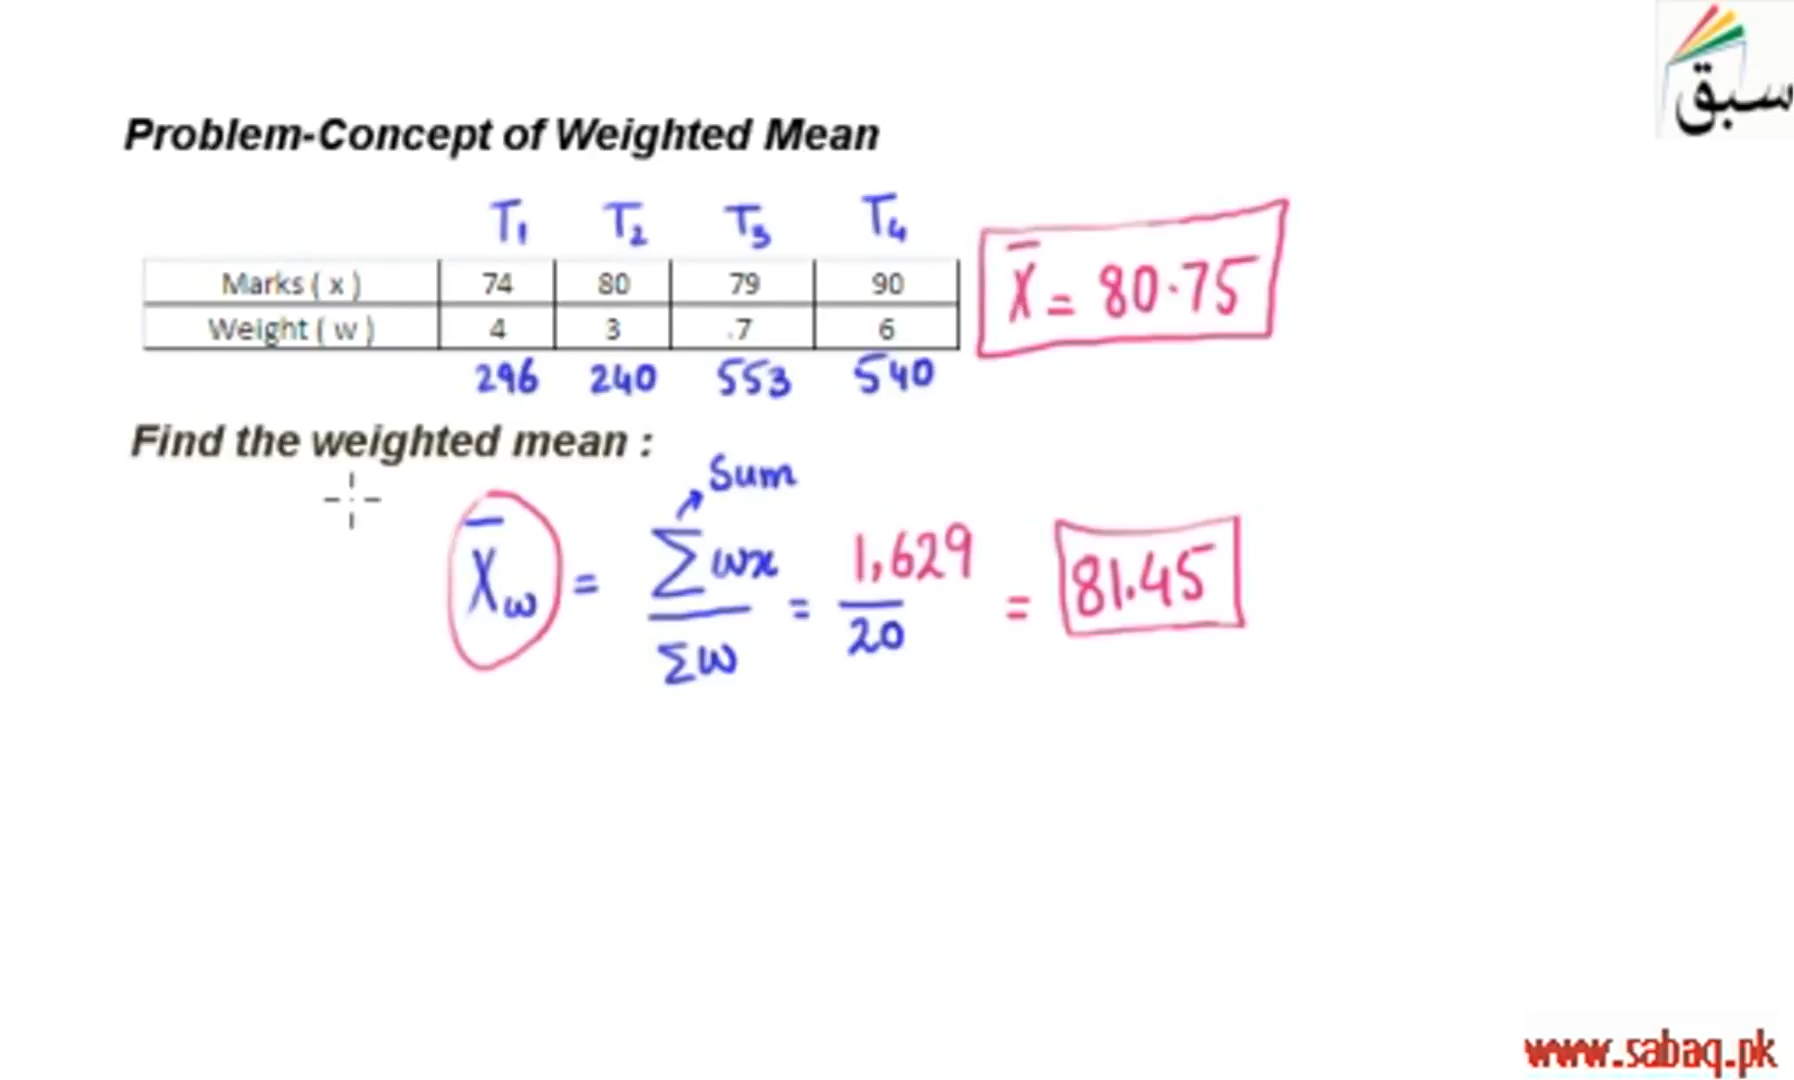 سبق
Problem-Concept of Weighted Mean
T1 T2 T3 T4
Marks ( x ) 74 80 79 90
Weight ( w ) 4 3 .7 6
296 240 553 540
X̄ = 80.75
Find the weighted mean :
Sum
X̄w = Σwx / Σw = 1,629 / 20 = 81.45
www.sabaq.pk